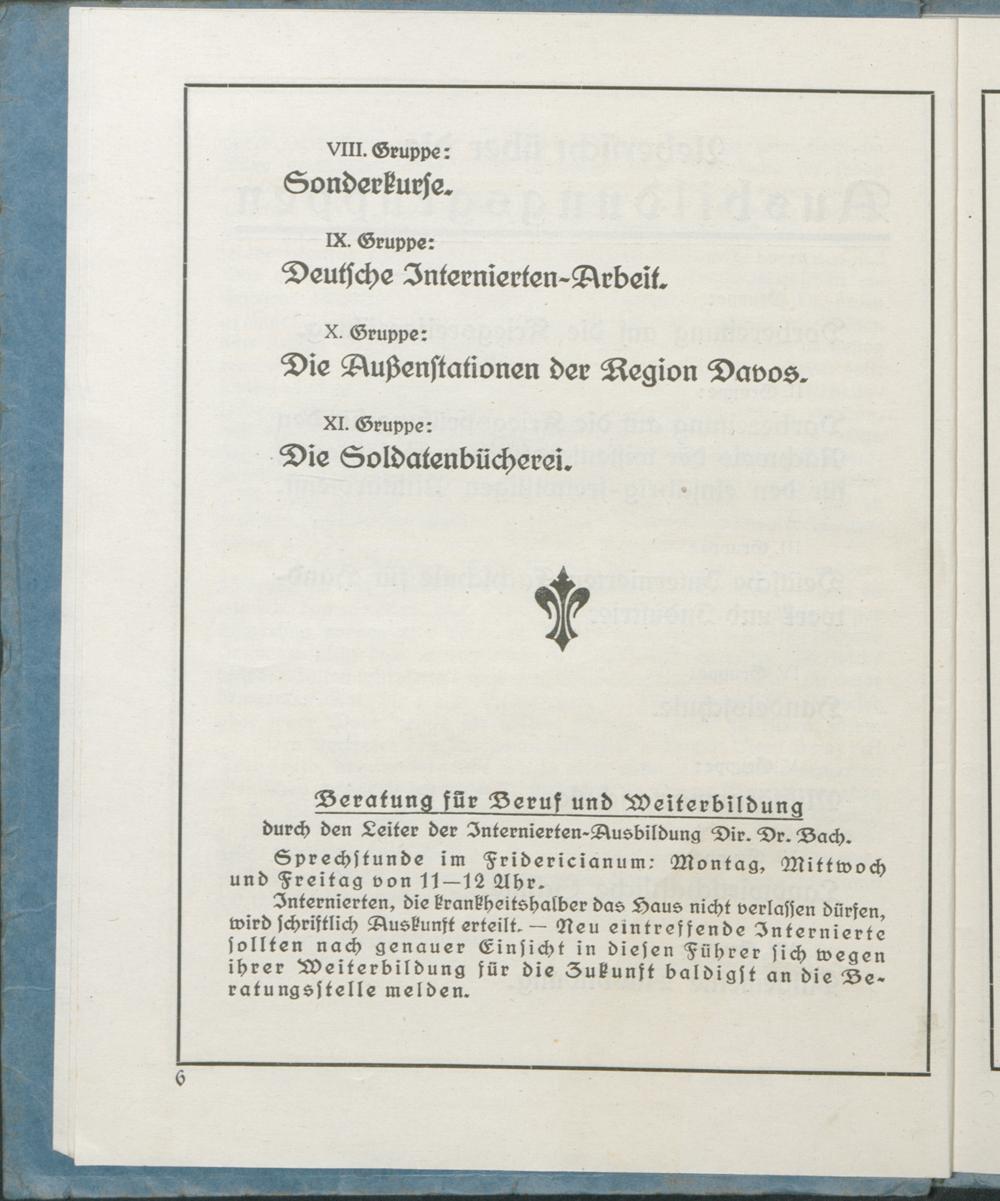 VIII. Gruppe:
Sonderkurse.
IX. Gruppe:
Deutsche Internierten-Arbeit.
X. Gruppe:
Die Außenstationen der Region Davos.
XI. Gruppe:
Die Soldatenbücherei.
Beratung für Beruf und Weiterbildung
durch den Leiter der Internierten-Ausbildung Dir. Dr. Bach.
Sprechstunde im Fridericianum: Montag, Mittwoch
und Freitag von 11—12 Uhr.
Internierten, die krankheitshalber das Haus nicht verlassen dürfen,
wird schriftlich Auskunft erteilt. — Neu eintreffende Internierte
sollten nach genauer Einsicht in diesen Führer sich wegen
ihrer Weiterbildung für die Zukunft baldigst an die Be-
ratungsstelle melden.
6